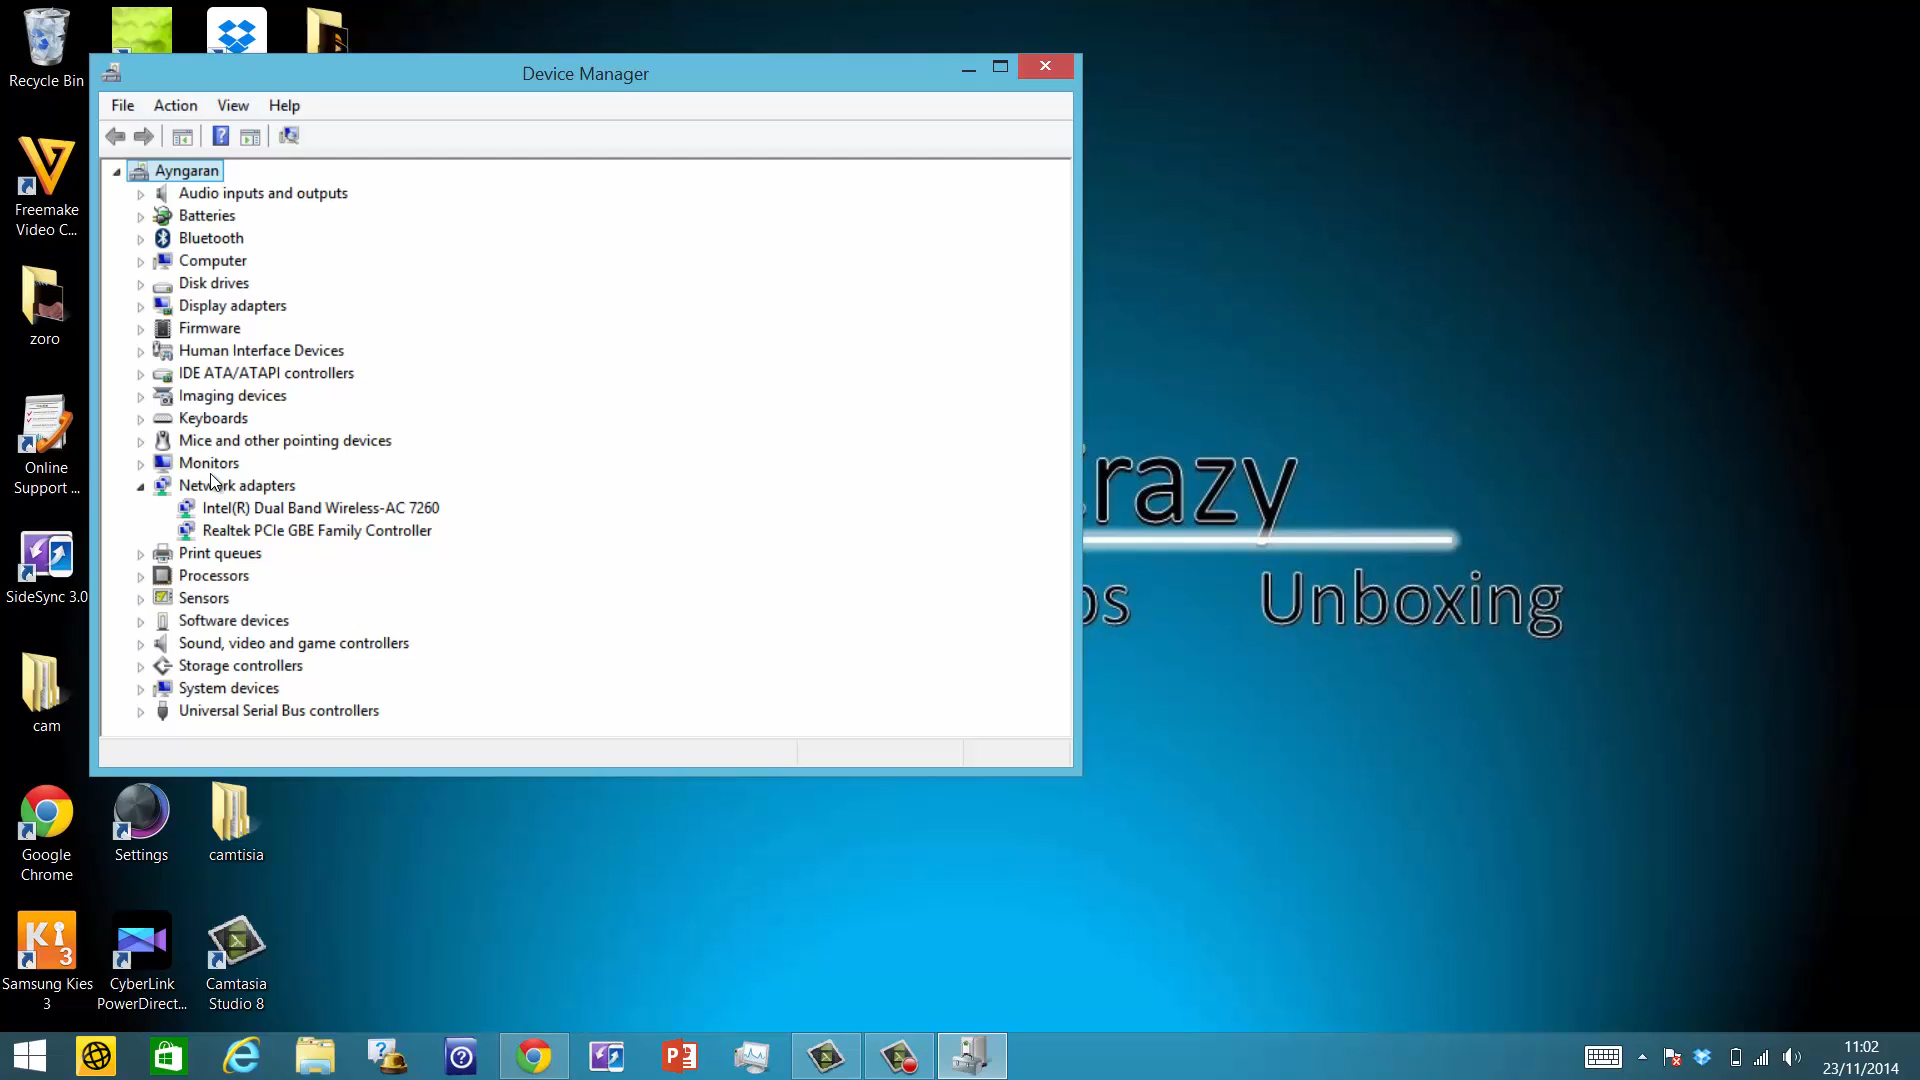 Recycle Bin
Device Manager
File Action View Help
Ayngaran
Audio inputs and outputs
Batteries
Bluetooth
Computer
Disk drives
Display adapters
Firmware
Human Interface Devices
IDE ATA/ATAPI controllers
Imaging devices
Keyboards
Mice and other pointing devices
Monitors
Network adapters
Intel(R) Dual Band Wireless-AC 7260
Realtek PCIe GBE Family Controller
Print queues
Processors
Sensors
Software devices
Sound, video and game controllers
Storage controllers
System devices
Universal Serial Bus controllers
Freemake
Video C...
zoro
Online
Support ...
SideSync 3.0
cam
Google
Chrome
Settings
camtisia
Samsung Kies
3
CyberLink
PowerDirect...
Camtasia
Studio 8
razy
os Unboxing
11:02
23/11/2014